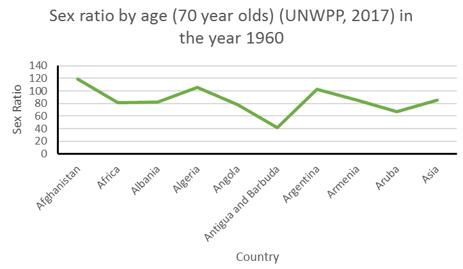 Sex ratio by age (70 year olds) (UNWPP, 2017) in
the year 1960
140
120
100
80
60
40
20
0
Sex Ratio
Afghanistan
Africa
Albania
Algeria
Angola
Antigua and Barbuda
Argentina
Armenia
Aruba
Asia
Country